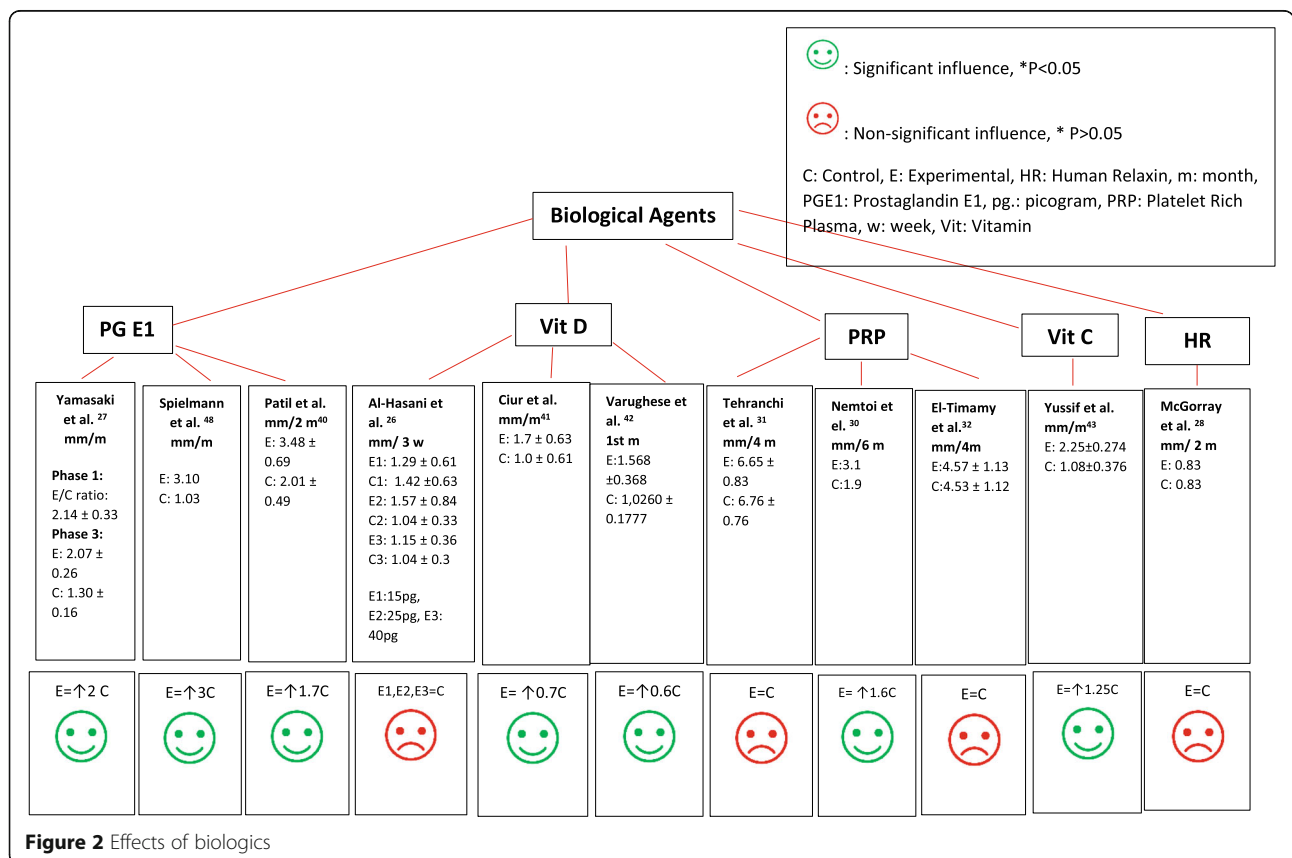 : Significant influence, *P<0.05
: Non-significant influence, * P>0.05
C: Control, E: Experimental, HR: Human Relaxin, m: month,
PGE1: Prostaglandin E1, pg.: picogram, PRP: Platelet Rich
Plasma, w: week, Vit: Vitamin
Biological Agents
PG E1
Vit D
PRP
Vit C
HR
Yamasaki
et al. 27
mm/m
Phase 1:
E/C ratio:
2.14 ± 0.33
Phase 3:
E: 2.07 ±
0.26
C: 1.30 ±
0.16
Spielmann
et al. 48
mm/m
E: 3.10
C: 1.03
Patil et al.
mm/2 m40
E: 3.48 ±
0.69
C: 2.01 ±
0.49
Al-Hasani et
al. 26
mm/ 3 w
E1: 1.29 ± 0.61
C1: 1.42 ±0.63
E2: 1.57 ± 0.84
C2: 1.04 ± 0.33
E3: 1.15 ± 0.36
C3: 1.04 ± 0.3
E1:15pg,
E2:25pg, E3:
40pg
Ciur et al.
mm/m41
E: 1.7 ± 0.63
C: 1.0 ± 0.61
Varughese et
al. 42
1st m
E:1.568
±0.368
C: 1,0260 ±
0.1777
Tehranchi
et al. 31
mm/4 m
E: 6.65 ±
0.83
C: 6.76 ±
0.76
Nemtoi et
el. 30
mm/6 m
E:3.1
C:1.9
El-Timamy
et al.32
mm/4m
E:4.57 ± 1.13
C:4.53 ± 1.12
Yussif et al.
mm/m43
E: 2.25±0.274
C: 1.08±0.376
McGorray
et al. 28
mm/ 2 m
E: 0.83
C: 0.83
E=↑2 C
E=↑3C
E=↑1.7C
E1,E2,E3=C
E= ↑0.7C
E=↑0.6C
E=C
E= ↑1.6C
E=C
E=↑1.25C
E=C
Figure 2 Effects of biologics